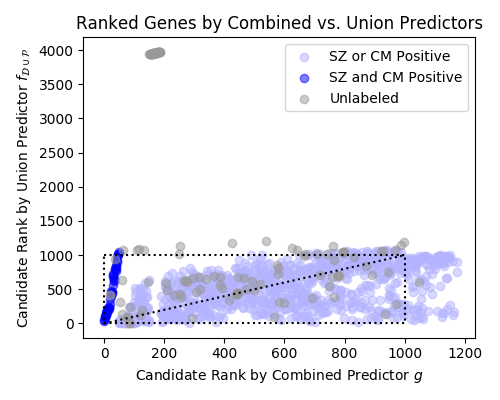 Ranked Genes by Combined vs. Union Predictors
SZ or CM Positive
SZ and CM Positive
Unlabeled
Candidate Rank by Union Predictor f_{D∪P}
4000
3500
3000
2500
2000
1500
1000
500
0
0 200 400 600 800 1000 1200
Candidate Rank by Combined Predictor g